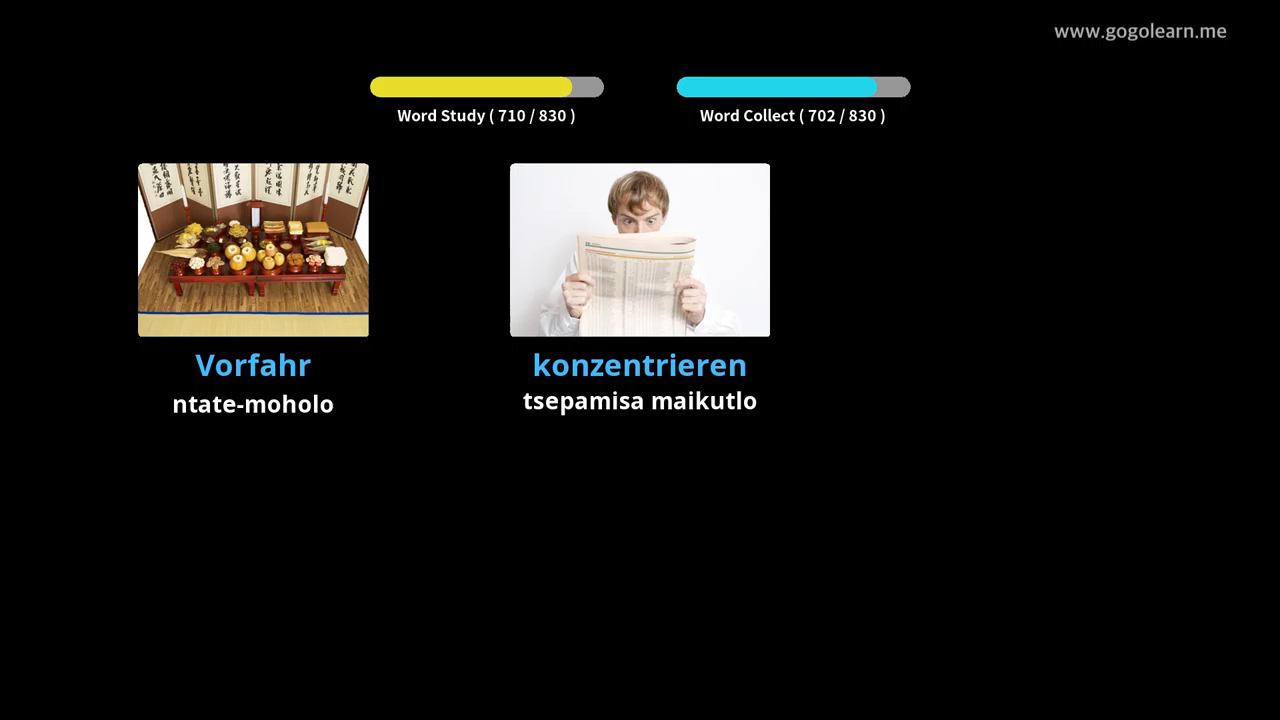 www.gogolearn.me
Word Study ( 710 / 830 )
Word Collect ( 702 / 830 )
Vorfahr
ntate-moholo
konzentrieren
tsepamisa maikutlo